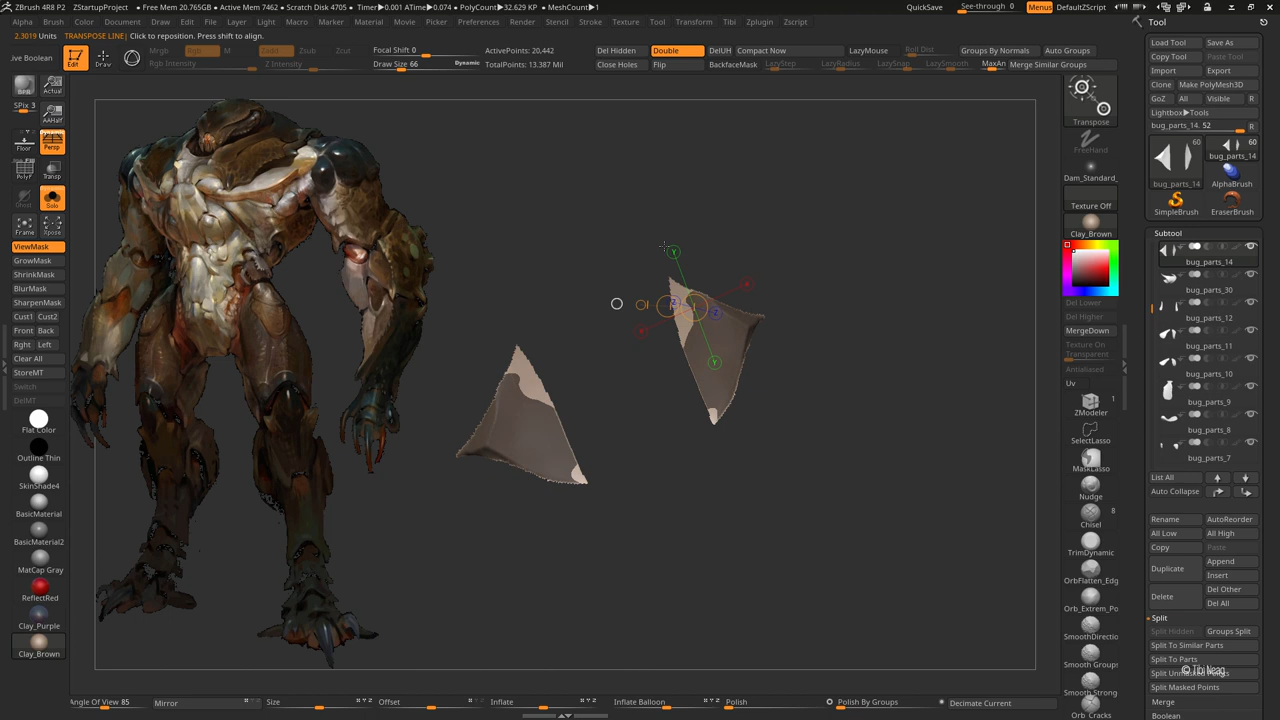 ZBrush 4R8 P2 ZStartupProject • Free Mem 20.765GB • Active Mem 7462 • Scratch Disk 4705 • Timer▶0.001 ATime▶0.074 • PolyCount▶32.629 KP • MeshCount▶1
QuickSave See-through 0 Menus DefaultZScript
Alpha Brush Color Document Draw Edit File Layer Light Macro Marker Material Movie Picker Preferences Render Stencil Stroke Texture Tool Transform Tibi Zplugin Zscript
2.3019 Units TRANSPOSE LINE| Click to reposition. Press shift to align.
ive Boolean
Edit
Draw
Mrgb
Rgb
M
Rgb Intensity
Zadd
Zsub
Zcut
Z Intensity
Focal Shift 0
Draw Size 66
Dynamic
ActivePoints: 20,442
TotalPoints: 13.387 Mil
Del Hidden
Close Holes
Double
Flip
DelUH
BackfaceMask
Compact Now
LazyStep
LazyRadius
LazyMouse
LazySnap
Roll Dist
LazySmooth
Groups By Normals
MaxAn
Auto Groups
Merge Similar Groups
BPR
SPix 3
Actual
AAHalf
Dynamic
Floor
Persp
PolyF
Transp
Ghost
Solo
Frame
Xpose
ViewMask
GrowMask
ShrinkMask
BlurMask
SharpenMask
Cust1 Cust2
Front Back
Rght Left
Clear All
StoreMT
Switch
DelMT
Flat Color
Outline Thin
SkinShade4
BasicMaterial
BasicMaterial2
MatCap Gray
ReflectRed
Clay_Purple
Clay_Brown
Y
X
Z
Z
X
Y
Angle Of View 85
Mirror
Size
Offset
Inflate
Inflate Balloon
Polish
Polish By Groups
Decimate Current
Transpose
FreeHand
Dam_Standard_
Texture Off
Clay_Brown
Del Lower
Del Higher
MergeDown
Texture On
Transparent
Antialiased
Uv
1
ZModeler
SelectLasso
MaskLasso
Nudge
8
Chisel
TrimDynamic
OrbFlatten_Edg
Orb_Extrem_Po
SmoothDirectio
Smooth Groups
Smooth Strong
Orb_Cracks
Tool
Load Tool Save As
Copy Tool Paste Tool
Import Export
Clone Make PolyMesh3D
GoZ All Visible R
Lightbox▶Tools
bug_parts_14. 52 R
60
60
bug_parts_14
bug_parts_14
AlphaBrush
SimpleBrush
EraserBrush
Subtool
bug_parts_14
bug_parts_30
bug_parts_12
bug_parts_11
bug_parts_10
bug_parts_9
bug_parts_8
bug_parts_7
List All
Auto Collapse
Rename AutoReorder
All Low All High
Copy Paste
Duplicate
Append
Insert
Delete
Del Other
Del All
Split
Split Hidden Groups Split
Split To Similar Parts
Split To Parts
Split Unmasked Points
© Tibi Neag
Split Masked Points
Merge
Boolean